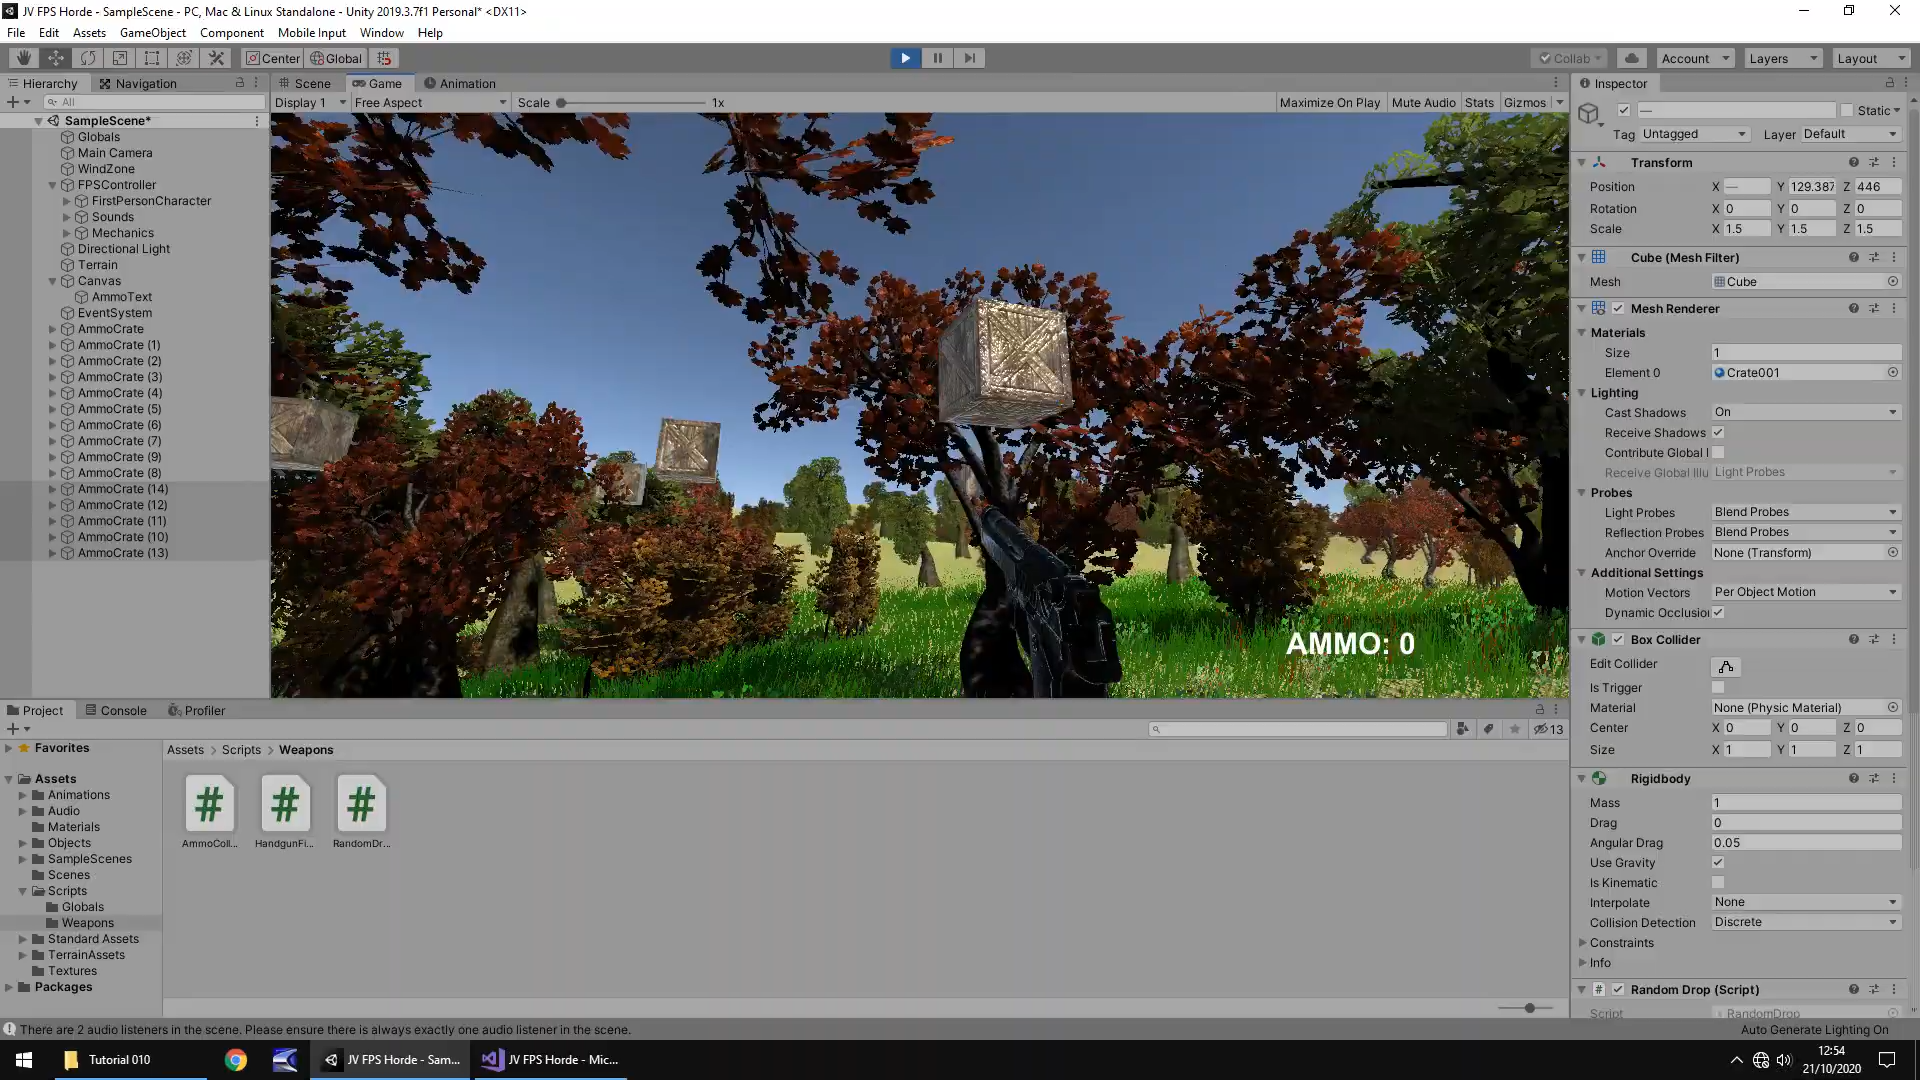 JV FPS Horde - SampleScene - PC, Mac & Linux Standalone - Unity 2019.3.7f1 Personal* <DX11>
File Edit Assets GameObject Component Mobile Input Window Help
Center Global Collab Account Layers Layout
Hierarchy Navigation
All
SampleScene*
Globals
Main Camera
WindZone
FPSController
FirstPersonCharacter
Sounds
Mechanics
Directional Light
Terrain
Canvas
AmmoText
EventSystem
AmmoCrate
AmmoCrate (1)
AmmoCrate (2)
AmmoCrate (3)
AmmoCrate (4)
AmmoCrate (5)
AmmoCrate (6)
AmmoCrate (7)
AmmoCrate (9)
AmmoCrate (8)
AmmoCrate (14)
AmmoCrate (12)
AmmoCrate (11)
AmmoCrate (10)
AmmoCrate (13)
Scene Game Animation
Display 1 Free Aspect Scale 1x Maximize On Play Mute Audio Stats Gizmos
AMMO: 0
Inspector
— Static
Tag Untagged Layer Default
Transform
Position X — Y 129.387 Z 446
Rotation X 0 Y 0 Z 0
Scale X 1.5 Y 1.5 Z 1.5
Cube (Mesh Filter)
Mesh Cube
Mesh Renderer
Materials
Size 1
Element 0 Crate001
Lighting
Cast Shadows On
Receive Shadows
Contribute Global I
Receive Global Illu Light Probes
Probes
Light Probes Blend Probes
Reflection Probes Blend Probes
Anchor Override None (Transform)
Additional Settings
Motion Vectors Per Object Motion
Dynamic Occlusion
Box Collider
Edit Collider
Is Trigger
Material None (Physic Material)
Center X 0 Y 0 Z 0
Size X 1 Y 1 Z 1
Rigidbody
Mass 1
Drag 0
Angular Drag 0.05
Use Gravity
Is Kinematic
Interpolate None
Collision Detection Discrete
Constraints
Info
# Random Drop (Script)
Script RandomDrop
Project Console Profiler
13
Favorites
Assets
Animations
Audio
Materials
Objects
SampleScenes
Scenes
Scripts
Globals
Weapons
Standard Assets
TerrainAssets
Textures
Packages
Assets > Scripts > Weapons
# # #
AmmoColl... HandgunFi... RandomDr...
There are 2 audio listeners in the scene. Please ensure there is always exactly one audio listener in the scene.
Auto Generate Lighting On
Tutorial 010
JV FPS Horde - Sam...
JV FPS Horde - Mic...
12:54
21/10/2020